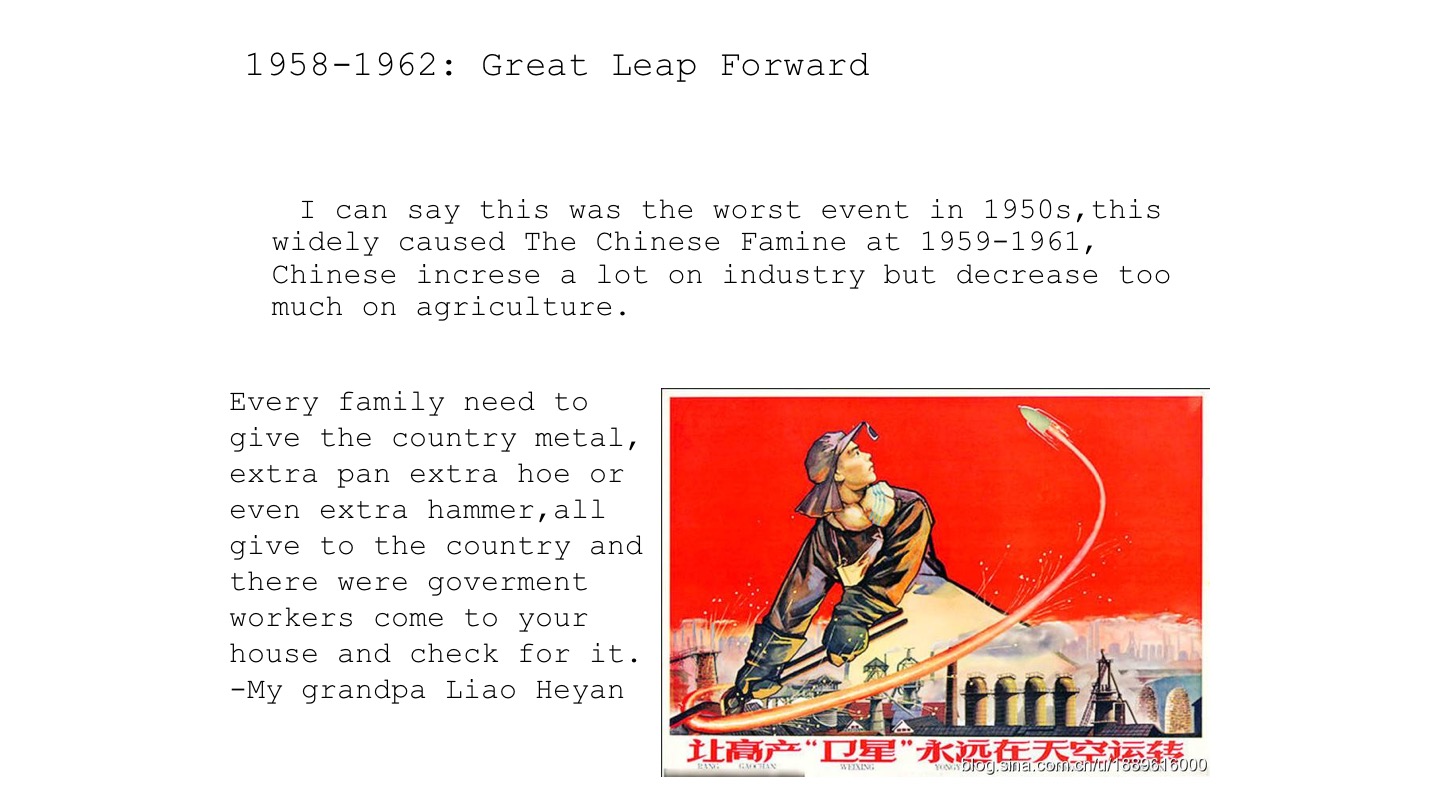 1958-1962: Great Leap Forward
I can say this was the worst event in 1950s,this
widely caused The Chinese Famine at 1959-1961,
Chinese increse a lot on industry but decrease too
much on agriculture.
Every family need to
give the country metal,
extra pan extra hoe or
even extra hammer,all
give to the country and
there were goverment
workers come to your
house and check for it.
-My grandpa Liao Heyan
让高产“卫星”永远在天空运转
RANG GAOCHAN WEIXING
blog.sina.com.cn/u/1889616000